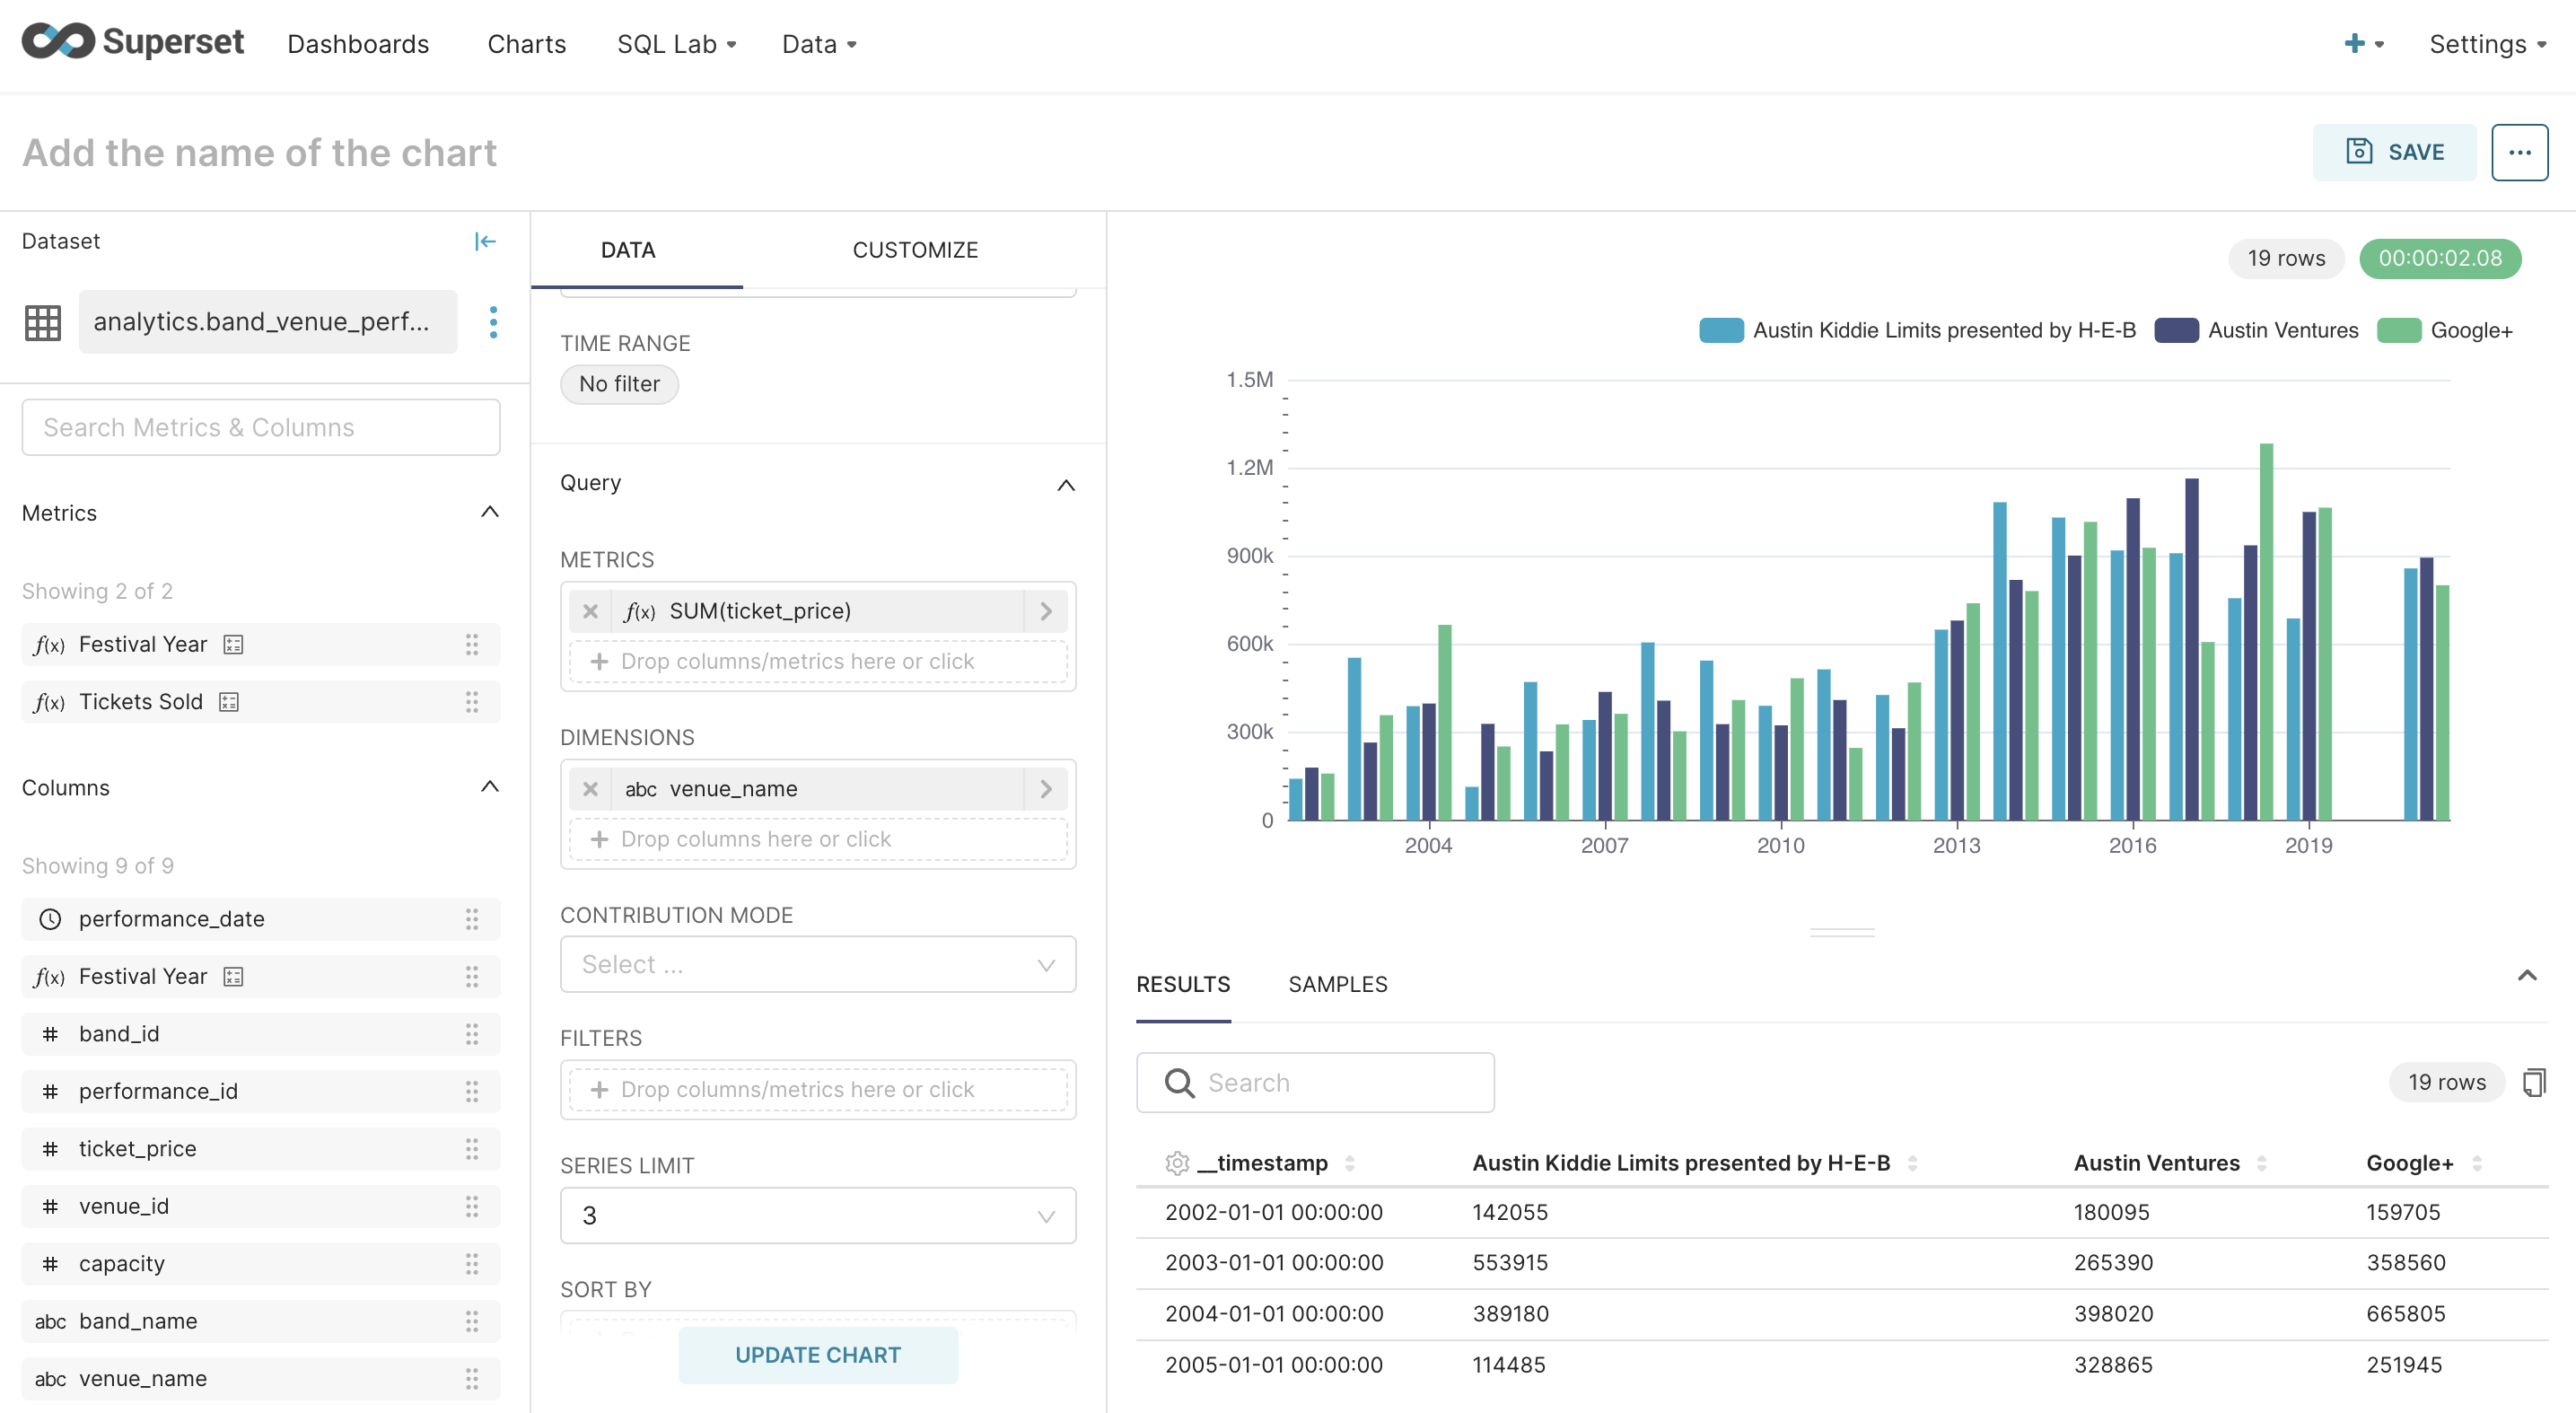 Superset Dashboards Charts SQL Lab Data Settings
Add the name of the chart
SAVE
Dataset
analytics.band_venue_perf...
Search Metrics & Columns
Metrics
Showing 2 of 2
f(x) Festival Year
f(x) Tickets Sold
Columns
Showing 9 of 9
performance_date
f(x) Festival Year
# band_id
# performance_id
# ticket_price
# venue_id
# capacity
abc band_name
abc venue_name
DATA CUSTOMIZE
TIME RANGE
No filter
Query
METRICS
f(x) SUM(ticket_price)
+ Drop columns/metrics here or click
DIMENSIONS
abc venue_name
+ Drop columns here or click
CONTRIBUTION MODE
Select ...
FILTERS
+ Drop columns/metrics here or click
SERIES LIMIT
3
SORT BY
UPDATE CHART
19 rows 00:00:02.08
Austin Kiddie Limits presented by H-E-B Austin Ventures Google+
1.5M
1.2M
900k
600k
300k
0
2004 2007 2010 2013 2016 2019
RESULTS SAMPLES
Search
19 rows
__timestamp Austin Kiddie Limits presented by H-E-B Austin Ventures Google+
2002-01-01 00:00:00 142055 180095 159705
2003-01-01 00:00:00 553915 265390 358560
2004-01-01 00:00:00 389180 398020 665805
2005-01-01 00:00:00 114485 328865 251945